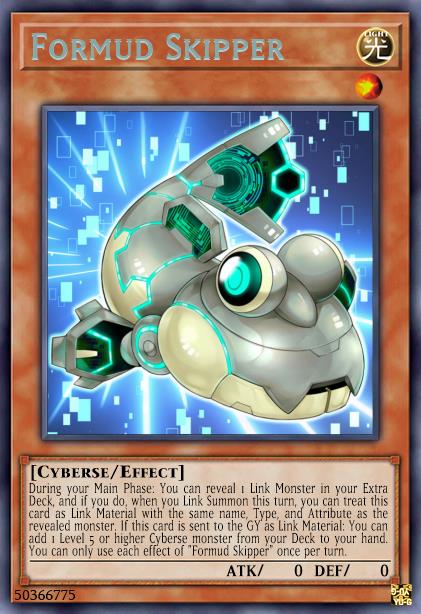 FORMUD SKIPPER
LIGHT
光
[CYBERSE/EFFECT]
During your Main Phase: You can reveal 1 Link Monster in your Extra
Deck, and if you do, when you Link Summon this turn, you can treat this
card as Link Material with the same name, Type, and Attribute as the
revealed monster. If this card is sent to the GY as Link Material: You can
add 1 Level 5 or higher Cyberse monster from your Deck to your hand.
You can only use each effect of "Formud Skipper" once per turn.
ATK/ 0 DEF/ 0
50366775